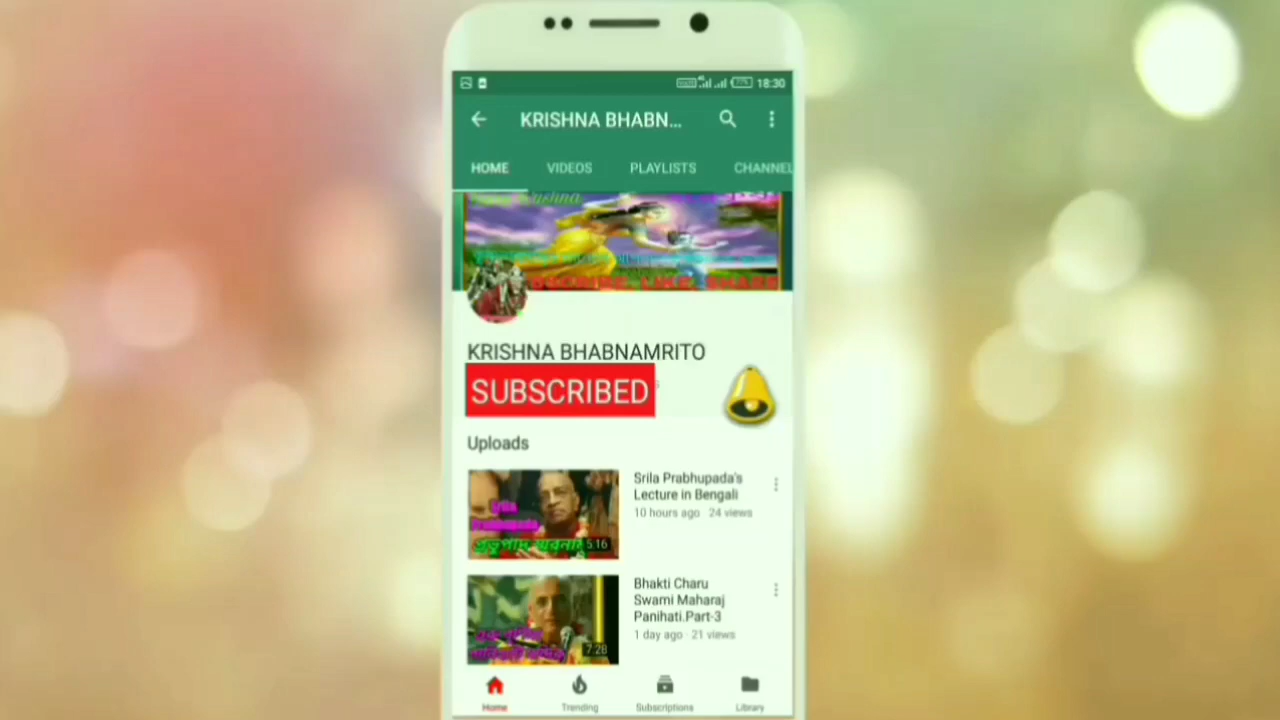 18:30
KRISHNA BHABN...
HOME VIDEOS PLAYLISTS CHANNEL
KRISHNA BHABNAMRITO
SUBSCRIBED
Uploads
Srila Prabhupada's
Lecture in Bengali
10 hours ago · 24 views
Srila
Prabhupada
5:16
Bhakti Charu
Swami Maharaj
Panihati.Part-3
1 day ago · 21 views
7:28
Home Trending Subscriptions Library